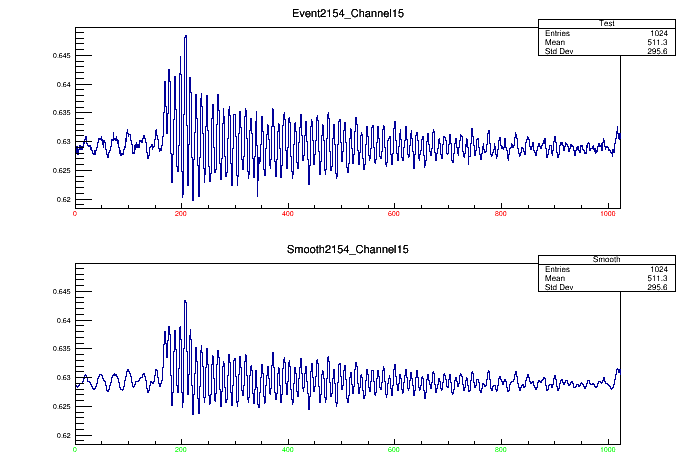 Event2154_Channel15
Test
Entries 1024
Mean 511.3
Std Dev 295.6
0.645
0.64
0.635
0.63
0.625
0.62
0 200 400 600 800 1000
Smooth2154_Channel15
Smooth
Entries 1024
Mean 511.3
Std Dev 295.6
0.645
0.64
0.635
0.63
0.625
0.62
0 200 400 600 800 1000